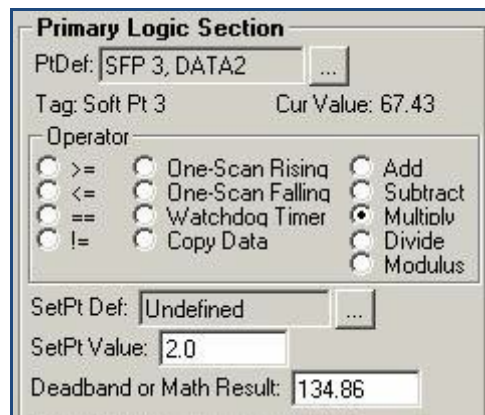 Primary Logic Section
PtDef: SFP 3, DATA2 ...
Tag: Soft Pt 3 Cur Value: 67.43
Operator
>= One-Scan Rising Add
<= One-Scan Falling Subtract
== Watchdog Timer Multiply
!= Copy Data Divide
Modulus
SetPt Def: Undefined ...
SetPt Value: 2.0
Deadband or Math Result: 134.86